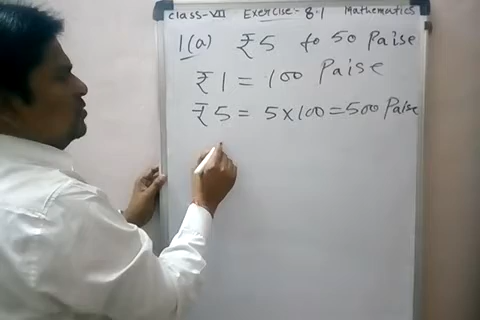 Class-VII Exercise-8.1 Mathematics
1(a) ₹5 to 50 Paise
₹1 = 100 Paise
₹5 = 5×100=500 Paise